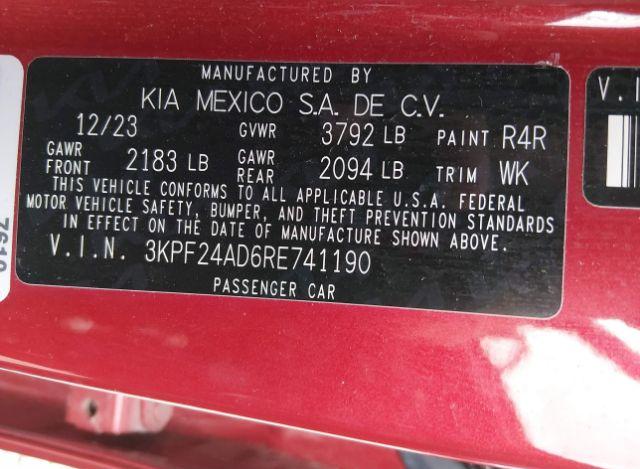 MANUFACTURED BY
KIA MEXICO S.A. DE C.V.
12/23 GVWR 3792 LB PAINT R4R
GAWR FRONT 2183 LB GAWR REAR 2094 LB TRIM WK
THIS VEHICLE CONFORMS TO ALL APPLICABLE U.S.A. FEDERAL
MOTOR VEHICLE SAFETY, BUMPER, AND THEFT PREVENTION STANDARDS
IN EFFECT ON THE DATE OF MANUFACTURE SHOWN ABOVE.
V.I.N. 3KPF24AD6RE741190
PASSENGER CAR
V.I